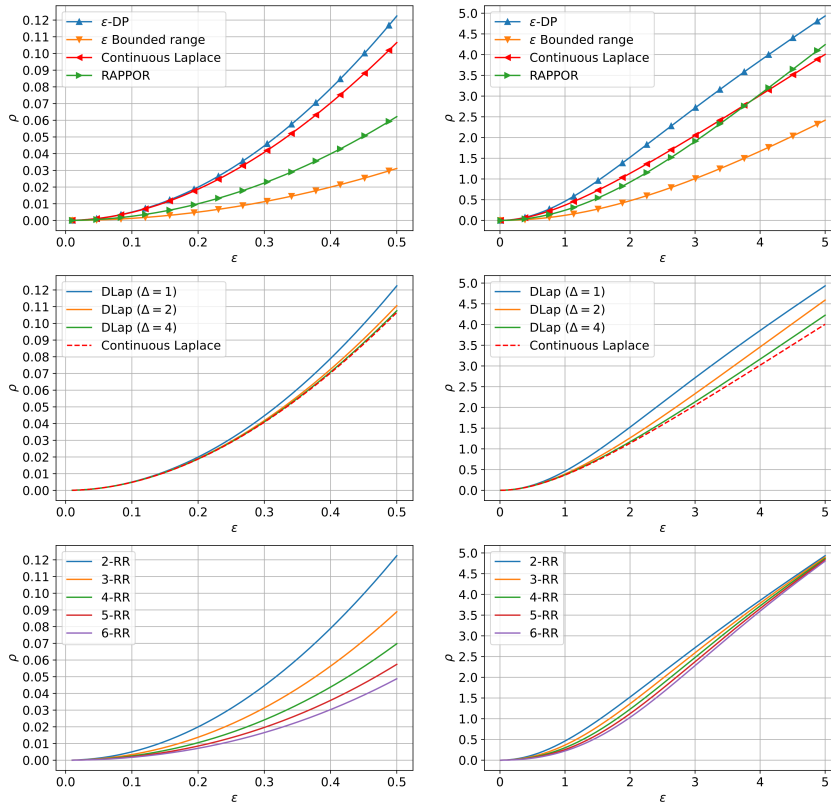 0.12
0.11
0.10
0.09
0.08
0.07
0.06
0.05
0.04
0.03
0.02
0.01
0.00
ρ
ε-DP
ε Bounded range
Continuous Laplace
RAPPOR
0.0 0.1 0.2 0.3 0.4 0.5
ε
5.0
4.5
4.0
3.5
3.0
2.5
2.0
1.5
1.0
0.5
0.0
ρ
ε-DP
ε Bounded range
Continuous Laplace
RAPPOR
0 1 2 3 4 5
ε
0.12
0.11
0.10
0.09
0.08
0.07
0.06
0.05
0.04
0.03
0.02
0.01
0.00
ρ
DLap (Δ = 1)
DLap (Δ = 2)
DLap (Δ = 4)
Continuous Laplace
0.0 0.1 0.2 0.3 0.4 0.5
ε
5.0
4.5
4.0
3.5
3.0
2.5
2.0
1.5
1.0
0.5
0.0
ρ
DLap (Δ = 1)
DLap (Δ = 2)
DLap (Δ = 4)
Continuous Laplace
0 1 2 3 4 5
ε
0.12
0.11
0.10
0.09
0.08
0.07
0.06
0.05
0.04
0.03
0.02
0.01
0.00
ρ
2-RR
3-RR
4-RR
5-RR
6-RR
0.0 0.1 0.2 0.3 0.4 0.5
ε
5.0
4.5
4.0
3.5
3.0
2.5
2.0
1.5
1.0
0.5
0.0
ρ
2-RR
3-RR
4-RR
5-RR
6-RR
0 1 2 3 4 5
ε